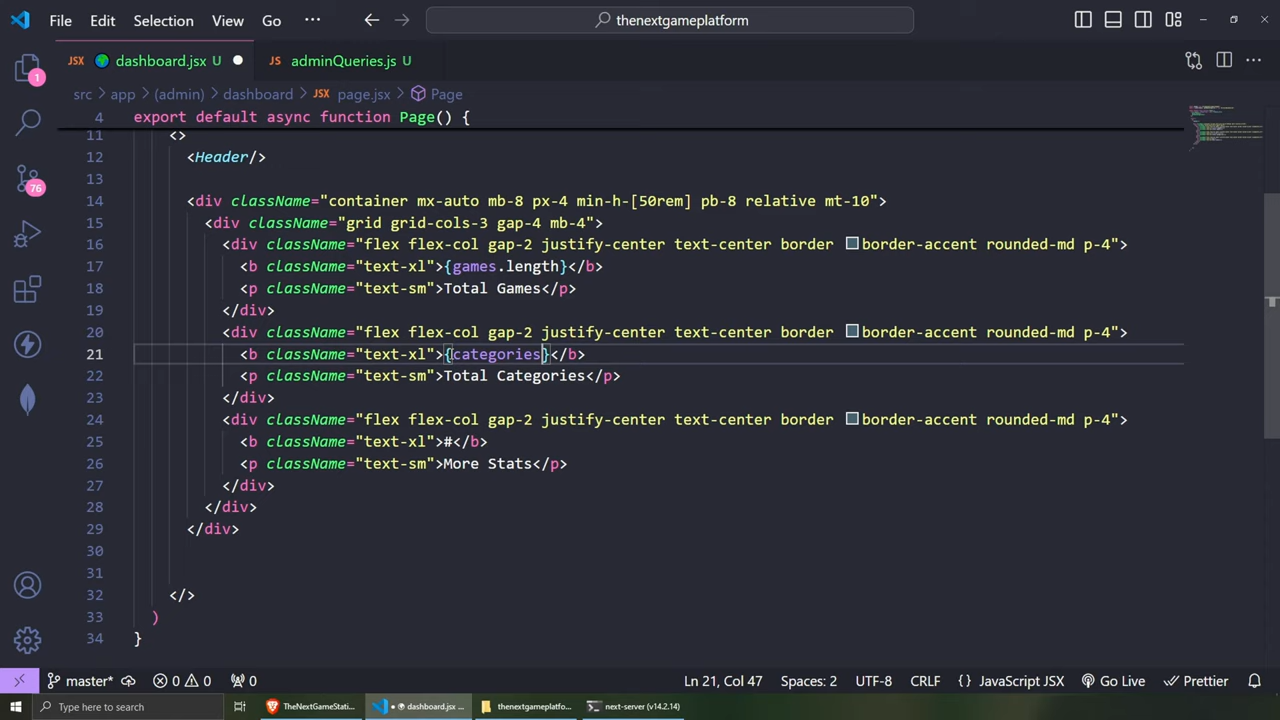 File Edit Selection View Go ··· thenextgameplatform
JSX dashboard.jsx U JS adminQueries.js U
src > app > (admin) > dashboard > JSX page.jsx > Page
4 export default async function Page() {
11 <>
12 <Header/>
13
14 <div className="container mx-auto mb-8 px-4 min-h-[50rem] pb-8 relative mt-10">
15 <div className="grid grid-cols-3 gap-4 mb-4">
16 <div className="flex flex-col gap-2 justify-center text-center border border-accent rounded-md p-4">
17 <b className="text-xl">{games.length}</b>
18 <p className="text-sm">Total Games</p>
19 </div>
20 <div className="flex flex-col gap-2 justify-center text-center border border-accent rounded-md p-4">
21 <b className="text-xl">{categories}</b>
22 <p className="text-sm">Total Categories</p>
23 </div>
24 <div className="flex flex-col gap-2 justify-center text-center border border-accent rounded-md p-4">
25 <b className="text-xl">#</b>
26 <p className="text-sm">More Stats</p>
27 </div>
28 </div>
29 </div>
30
31
32 </>
33 )
34 }
1
76
master* 0 0 0 Ln 21, Col 47 Spaces: 2 UTF-8 CRLF {} JavaScript JSX Go Live Prettier
Type here to search TheNextGameStati... dashboard.jsx ... thenextgameplatfo... next-server (v14.2.14)